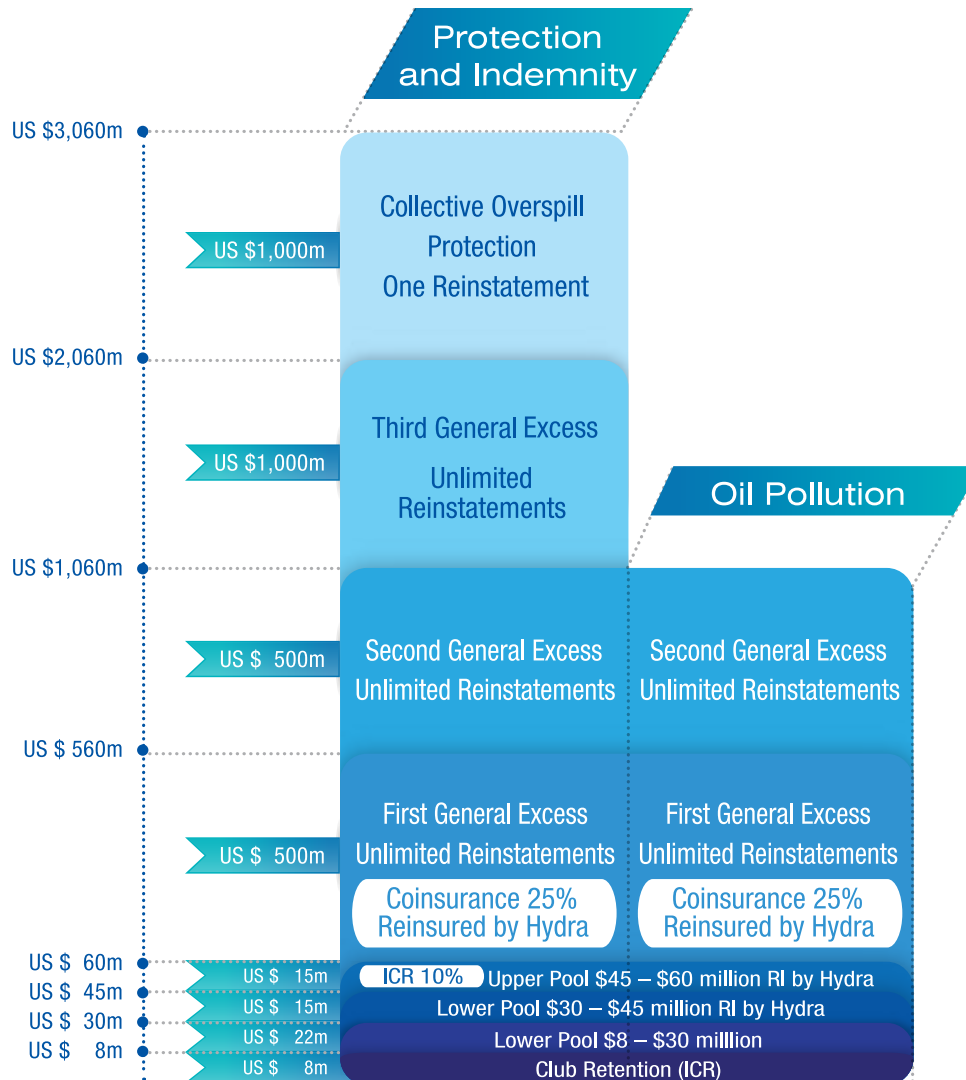 Protection
and Indemnity
US $3,060m
Collective Overspill
Protection
One Reinstatement
US $1,000m
US $2,060m
Third General Excess
Unlimited
Reinstatements
US $1,000m
Oil Pollution
US $1,060m
Second General Excess
Unlimited Reinstatements
Second General Excess
Unlimited Reinstatements
US $ 500m
US $ 560m
First General Excess
Unlimited Reinstatements
First General Excess
Unlimited Reinstatements
US $ 500m
Coinsurance 25%
Reinsured by Hydra
Coinsurance 25%
Reinsured by Hydra
US $ 60m
US $ 15m
ICR 10% Upper Pool $45 – $60 million RI by Hydra
US $ 45m
US $ 15m
Lower Pool $30 – $45 million RI by Hydra
US $ 30m
US $ 22m
Lower Pool $8 – $30 milllion
US $ 8m
US $ 8m
Club Retention (ICR)